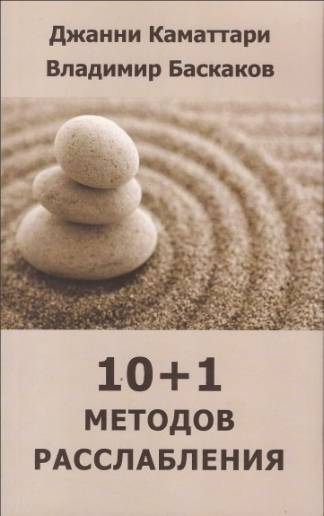 Джанни Каматтари
Владимир Баскаков
10+1
МЕТОДОВ
РАССЛАБЛЕНИЯ